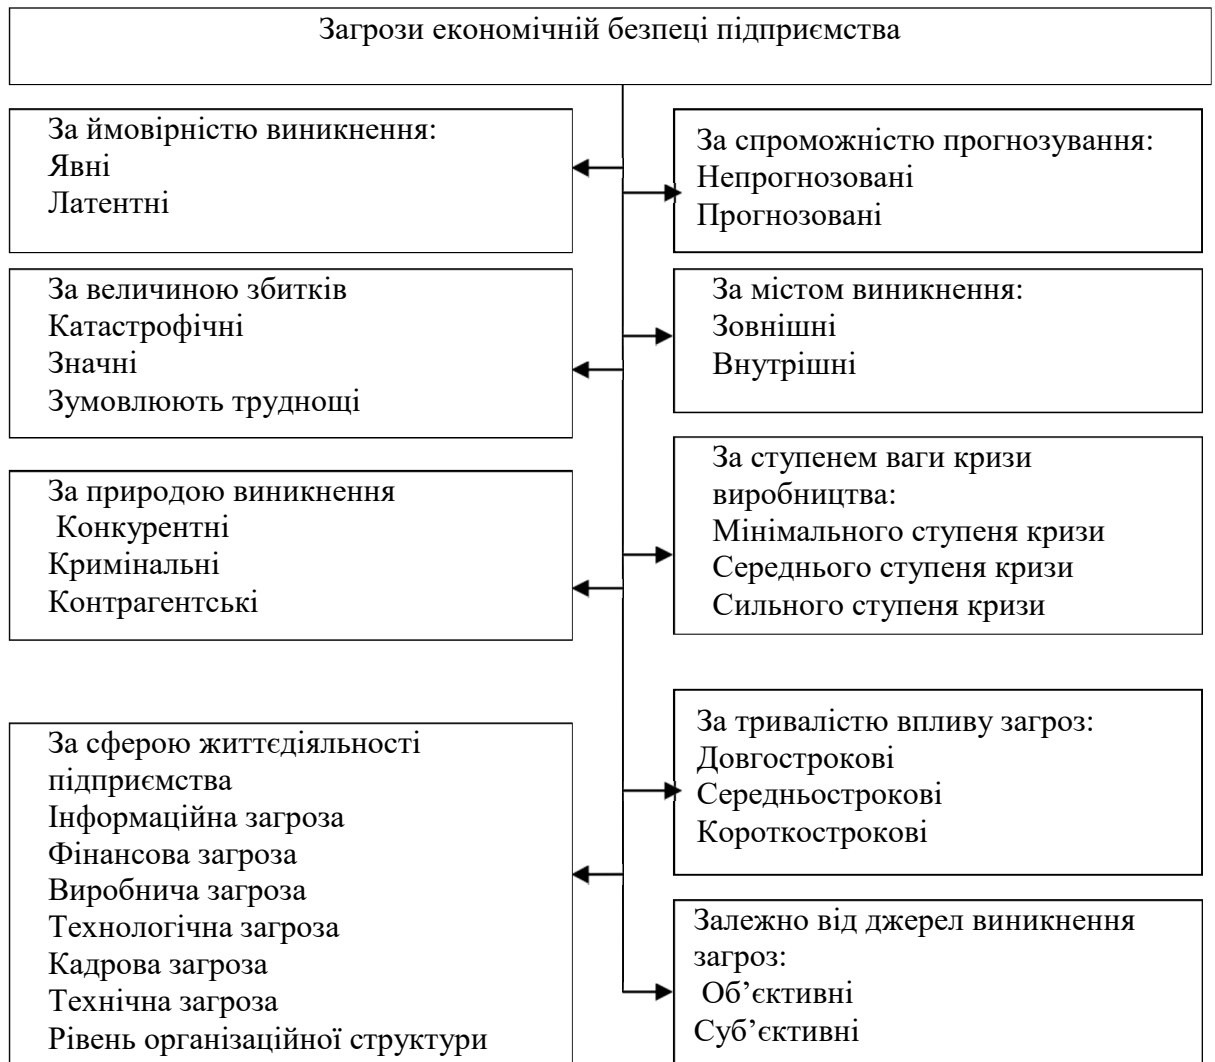 Загрози економічній безпеці підприємства
За ймовірністю виникнення:
Явні
Латентні
За спроможністю прогнозування:
Непрогнозовані
Прогнозовані
За величиною збитків
Катастрофічні
Значні
Зумовлюють труднощі
За містом виникнення:
Зовнішні
Внутрішні
За природою виникнення
Конкурентні
Кримінальні
Контрагентські
За ступенем ваги кризи
виробництва:
Мінімального ступеня кризи
Середнього ступеня кризи
Сильного ступеня кризи
За сферою життєдіяльності
підприємства
Інформаційна загроза
Фінансова загроза
Виробнича загроза
Технологічна загроза
Кадрова загроза
Технічна загроза
Рівень організаційної структури
За тривалістю впливу загроз:
Довгострокові
Середньострокові
Короткострокові
Залежно від джерел виникнення
загроз:
Об’єктивні
Суб’єктивні